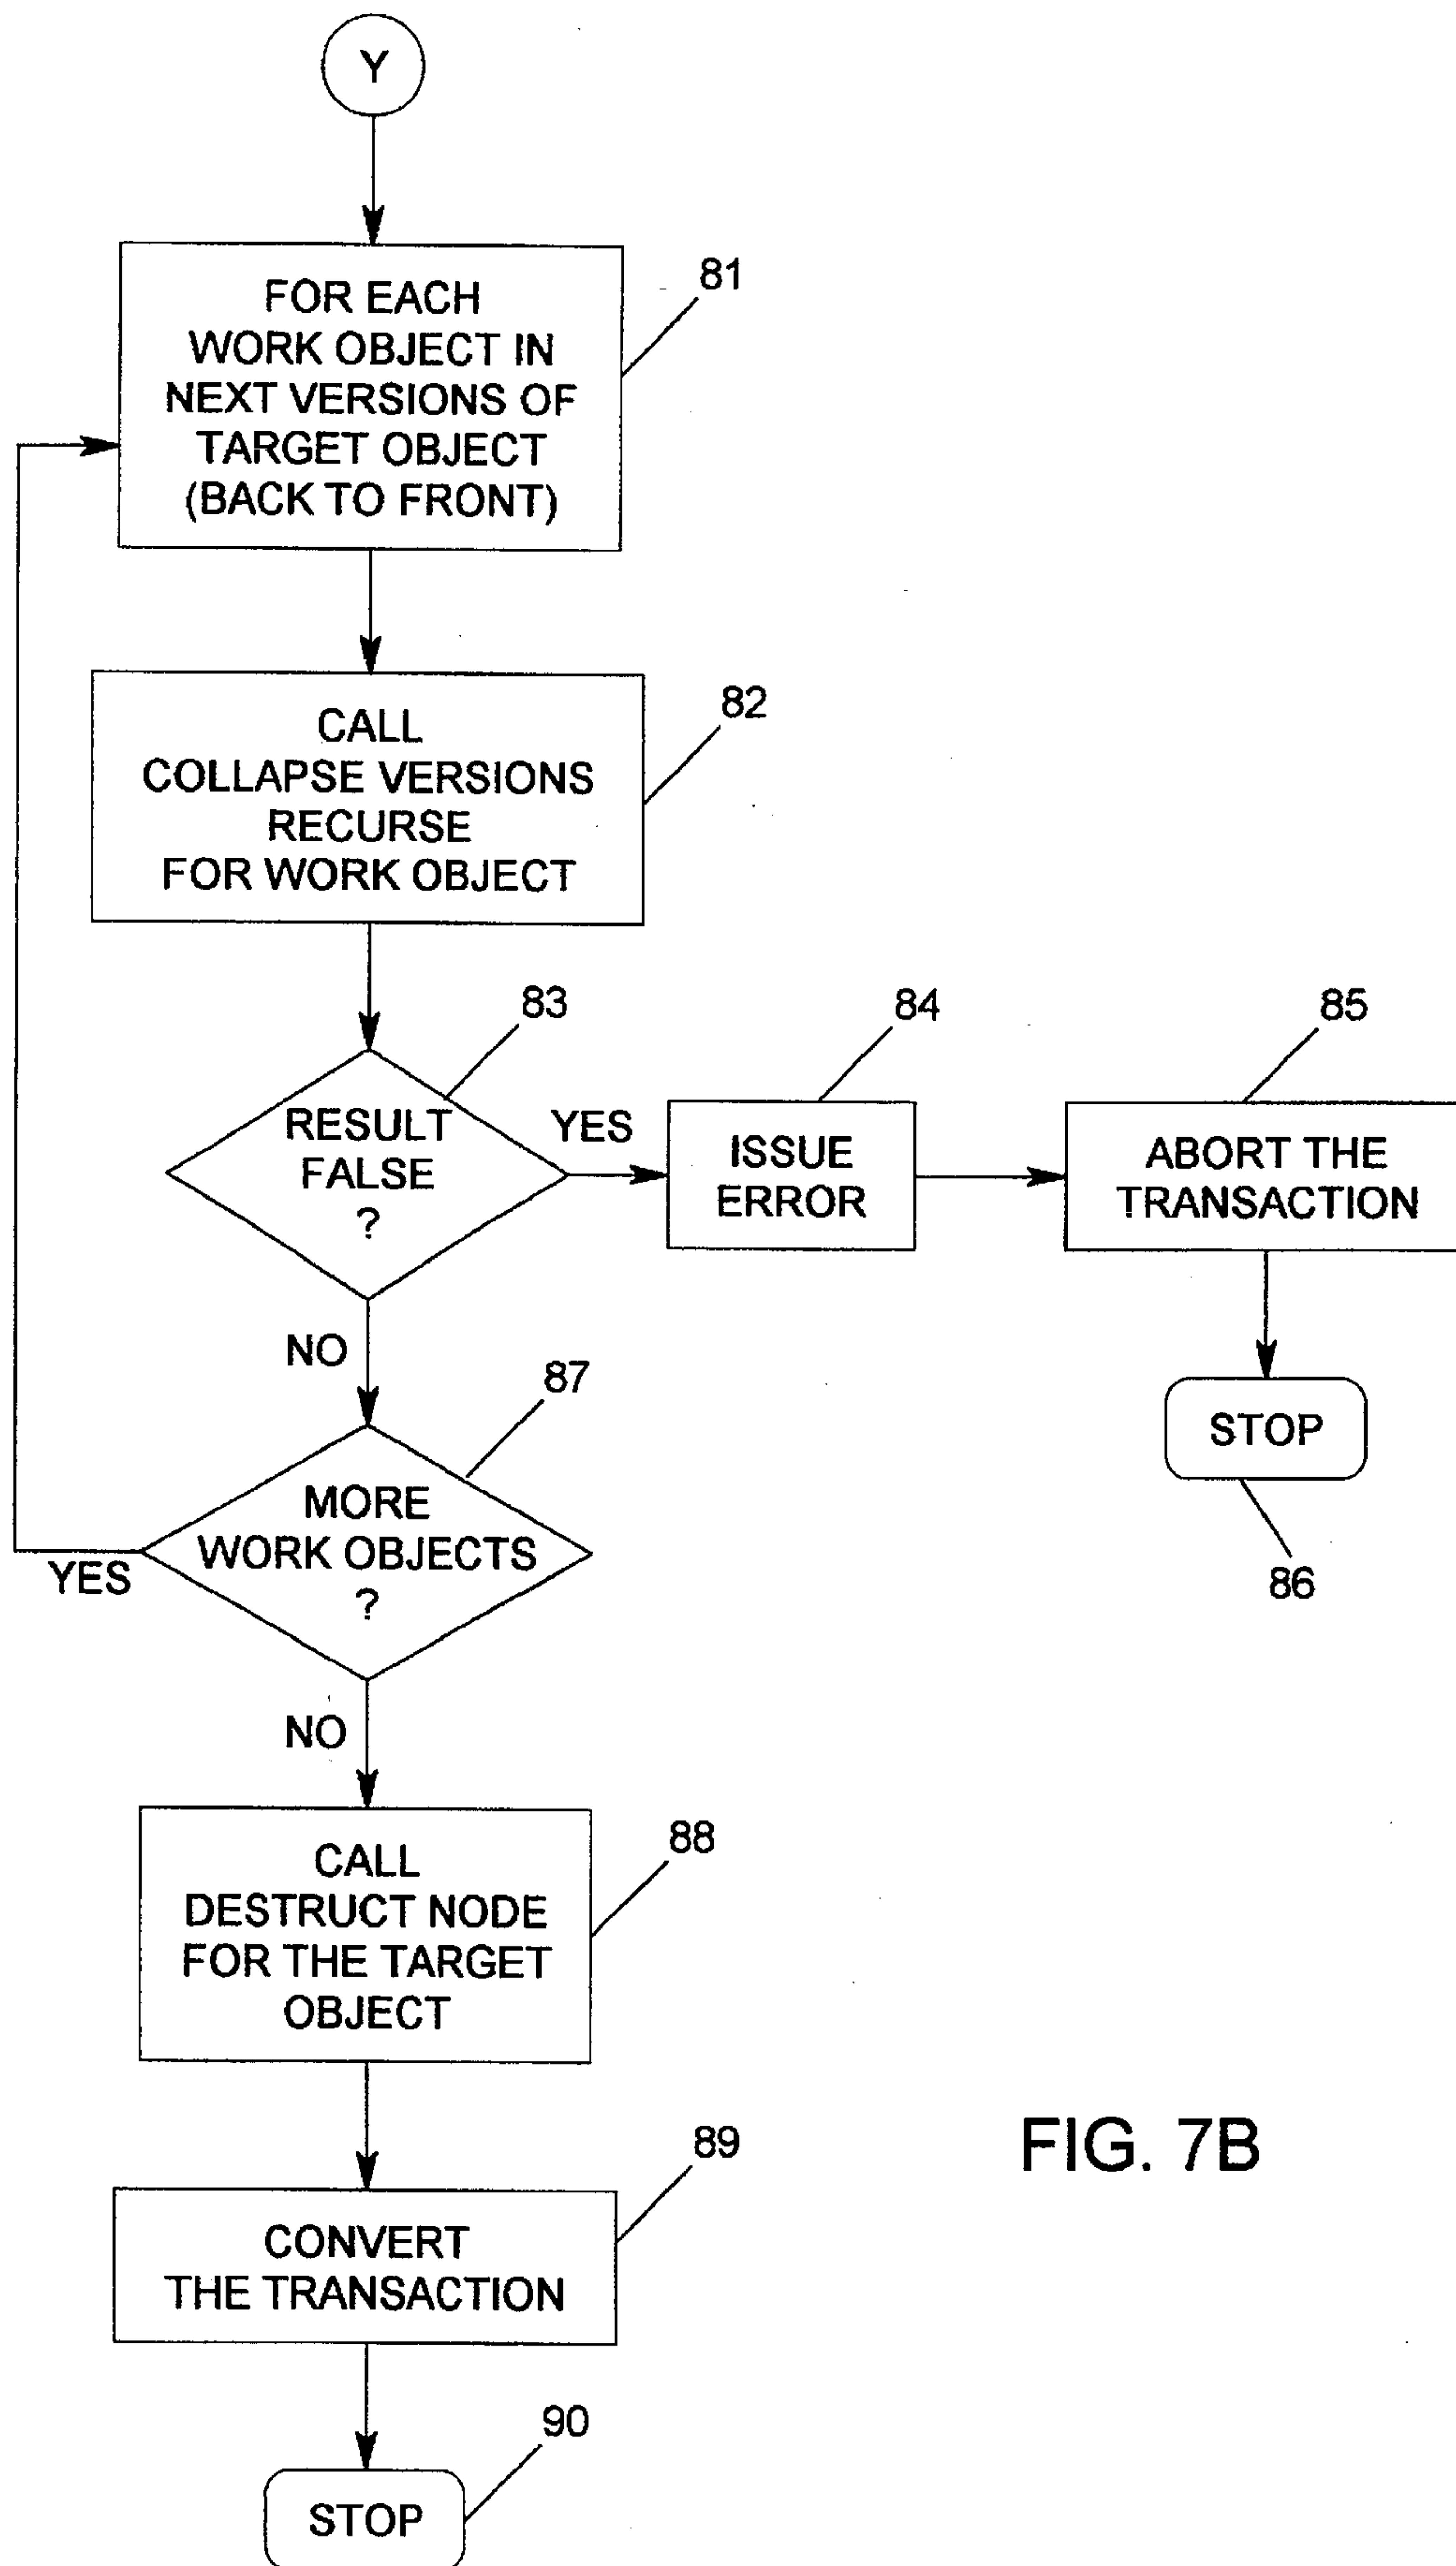 Y
FOR EACH
WORK OBJECT IN
NEXT VERSIONS OF
TARGET OBJECT
(BACK TO FRONT)
81
CALL
COLLAPSE VERSIONS
RECURSE
FOR WORK OBJECT
82
RESULT
FALSE
?
83
YES
ISSUE
ERROR
84
ABORT THE
TRANSACTION
85
STOP
86
NO
MORE
WORK OBJECTS
?
87
YES
NO
CALL
DESTRUCT NODE
FOR THE TARGET
OBJECT
88
CONVERT
THE TRANSACTION
89
STOP
90
FIG. 7B